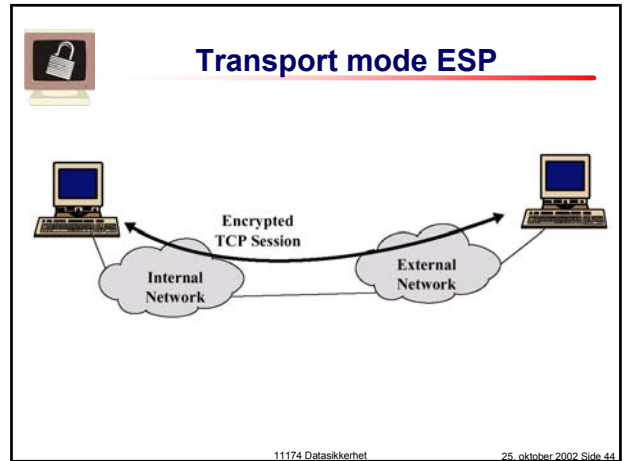 Transport mode ESP
Encrypted
TCP Session
Internal
Network
External
Network
11174 Datasikkerhet
25. oktober 2002 Side 44